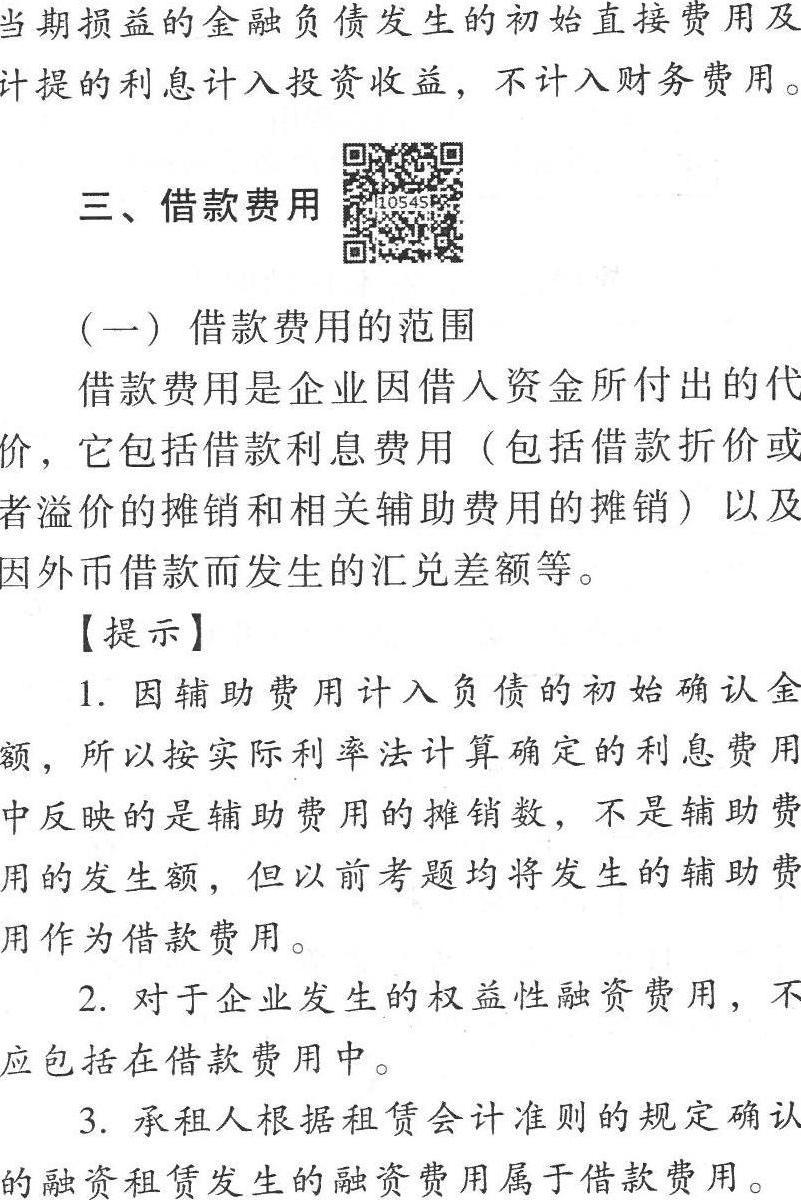 当期损益的金融负债发生的初始直接费用及
计提的利息计入投资收益，不计入财务费用。
三、借款费用
10545
(一) 借款费用的范围
借款费用是企业因借入资金所付出的代
价，它包括借款利息费用（包括借款折价或
者溢价的摊销和相关辅助费用的摊销）以及
因外币借款而发生的汇兑差额等。
【提示】
1. 因辅助费用计入负债的初始确认金
额，所以按实际利率法计算确定的利息费用
中反映的是辅助费用的摊销数，不是辅助费
用的发生额，但以前考题均将发生的辅助费
用作为借款费用。
2. 对于企业发生的权益性融资费用，不
应包括在借款费用中。
3. 承租人根据租赁会计准则的规定确认
的融资租赁发生的融资费用属于借款费用。